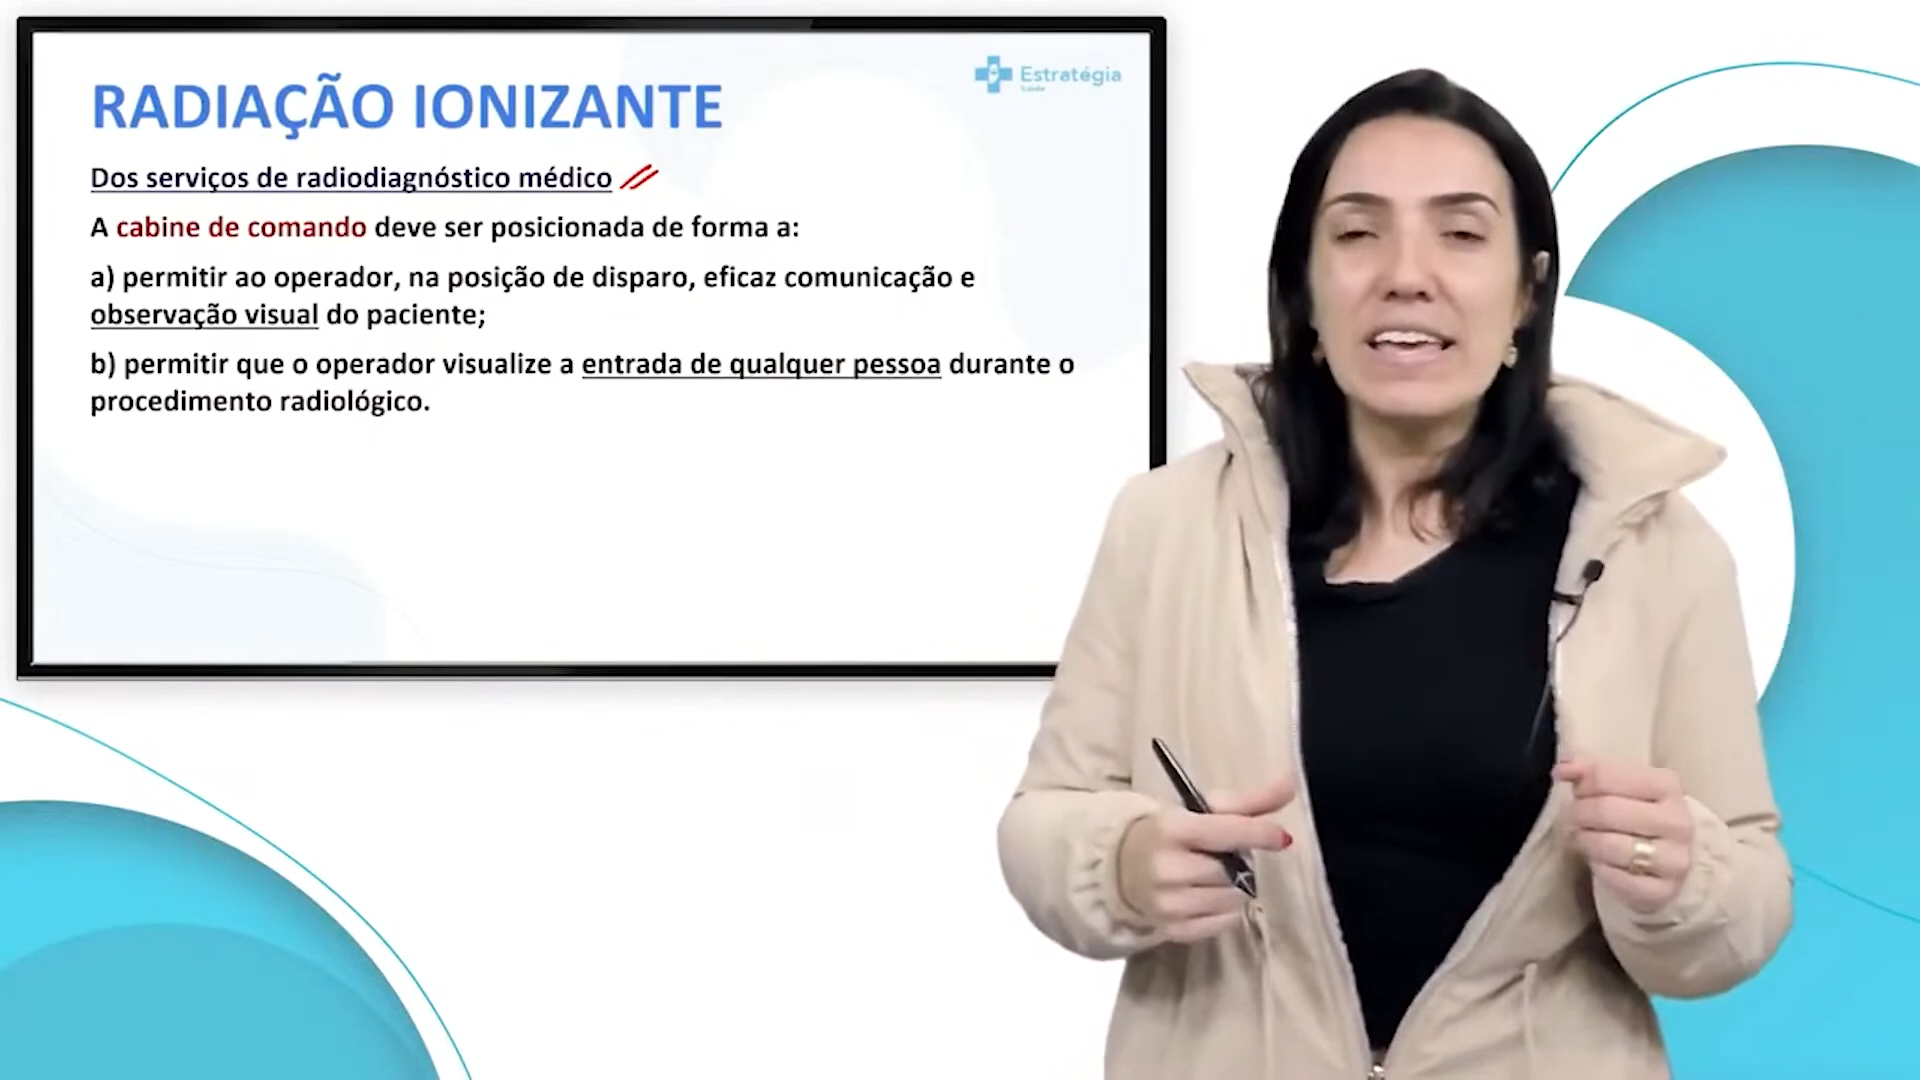 RADIAÇÃO IONIZANTE
Estratégia
Saúde
Dos serviços de radiodiagnóstico médico
A cabine de comando deve ser posicionada de forma a:
a) permitir ao operador, na posição de disparo, eficaz comunicação e
observação visual do paciente;
b) permitir que o operador visualize a entrada de qualquer pessoa durante o
procedimento radiológico.